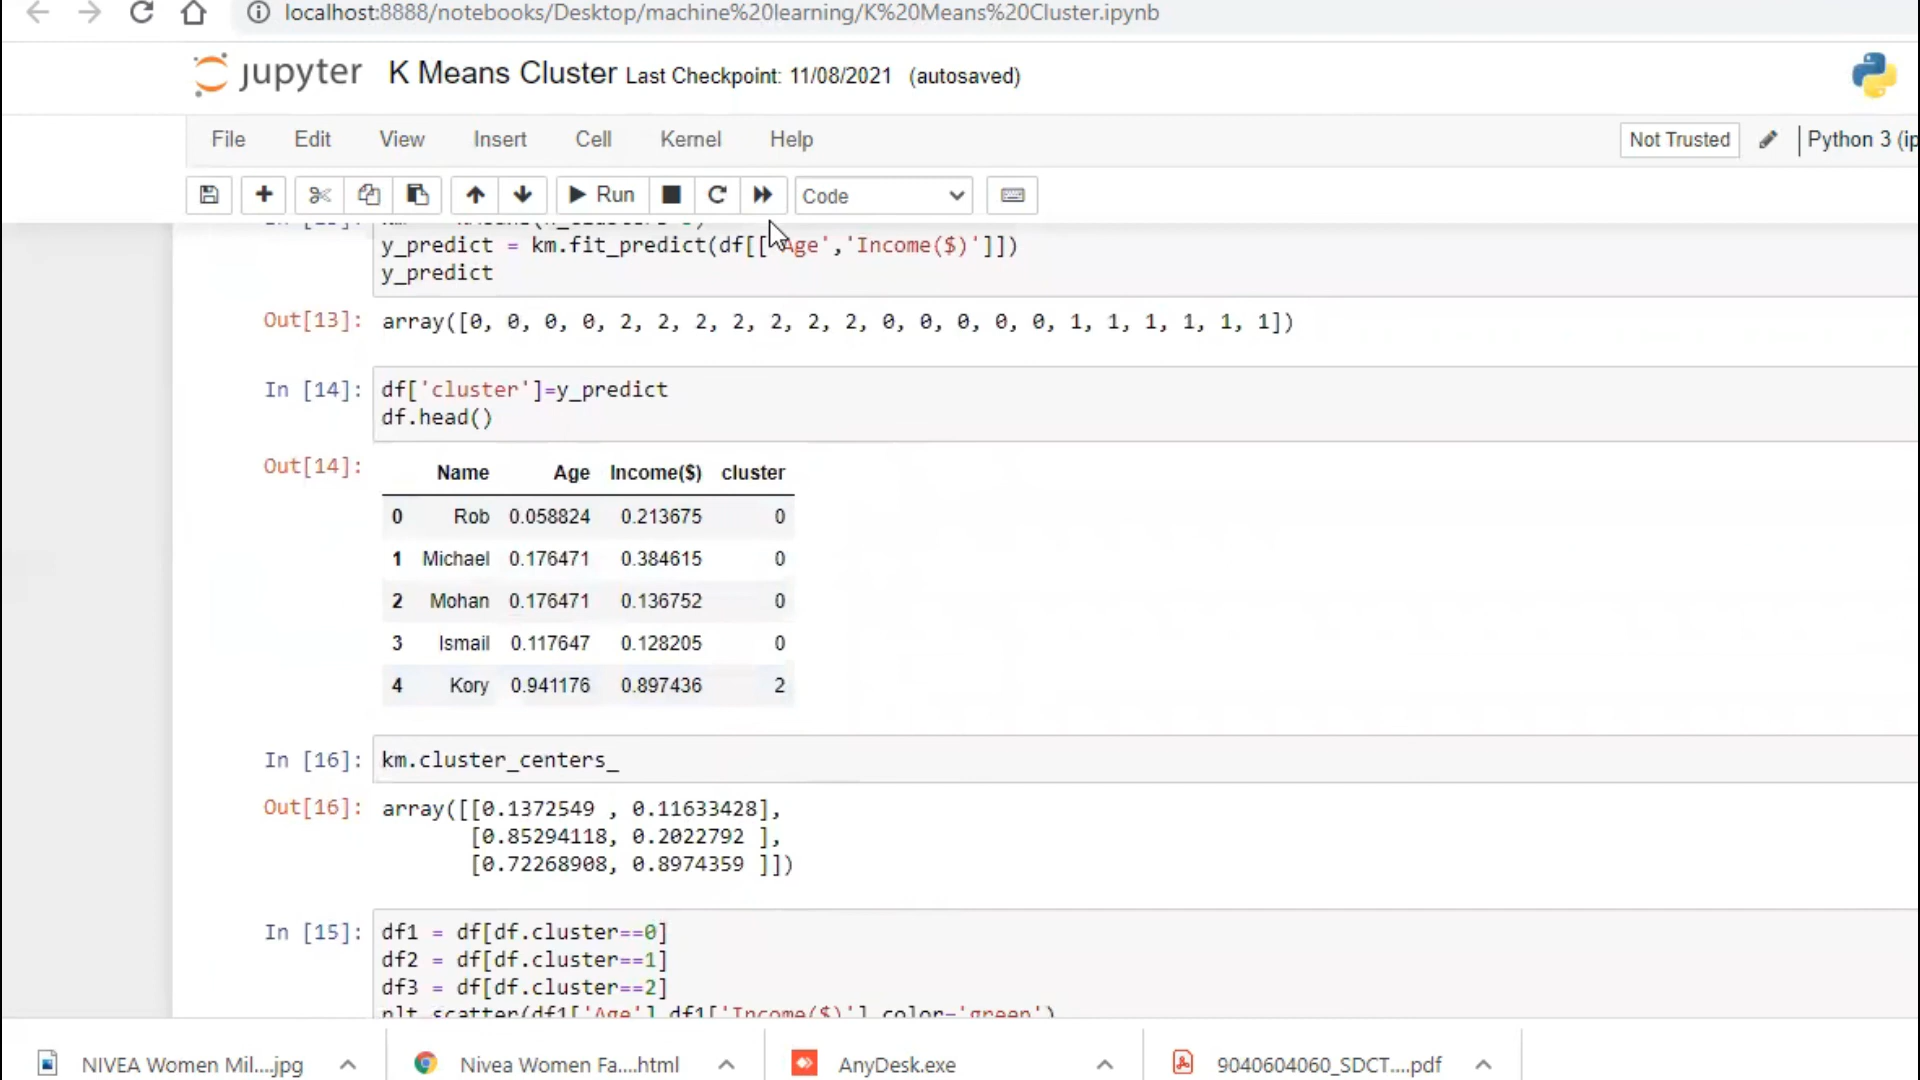 localhost:8888/notebooks/Desktop/machine%20learning/K%20Means%20Cluster.ipynb
jupyter K Means Cluster Last Checkpoint: 11/08/2021 (autosaved)
File Edit View Insert Cell Kernel Help Not Trusted Python 3 (ip
Run Code
y_predict = km.fit_predict(df[['Age','Income($)']])
y_predict
Out[13]: array([0, 0, 0, 0, 2, 2, 2, 2, 2, 2, 2, 0, 0, 0, 0, 0, 1, 1, 1, 1, 1, 1])
In [14]: df['cluster']=y_predict
df.head()
Out[14]: Name Age Income($) cluster
0 Rob 0.058824 0.213675 0
1 Michael 0.176471 0.384615 0
2 Mohan 0.176471 0.136752 0
3 Ismail 0.117647 0.128205 0
4 Kory 0.941176 0.897436 2
In [16]: km.cluster_centers_
Out[16]: array([[0.1372549 , 0.11633428],
[0.85294118, 0.2022792 ],
[0.72268908, 0.8974359 ]])
In [15]: df1 = df[df.cluster==0]
df2 = df[df.cluster==1]
df3 = df[df.cluster==2]
plt.scatter(df1['Age'],df1['Income($)'],color='green')
NIVEA Women Mil....jpg Nivea Women Fa....html AnyDesk.exe 9040604060_SDCT....pdf